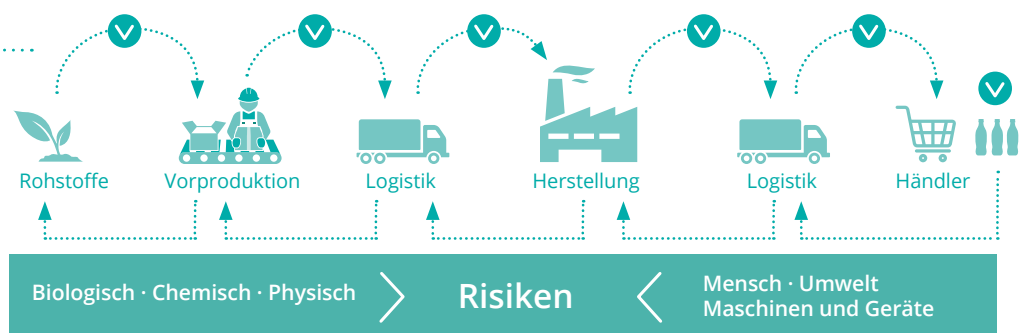 Rohstoffe
Vorproduktion
Logistik
Herstellung
Logistik
Händler
Biologisch · Chemisch · Physisch
Risiken
Mensch · Umwelt
Maschinen und Geräte